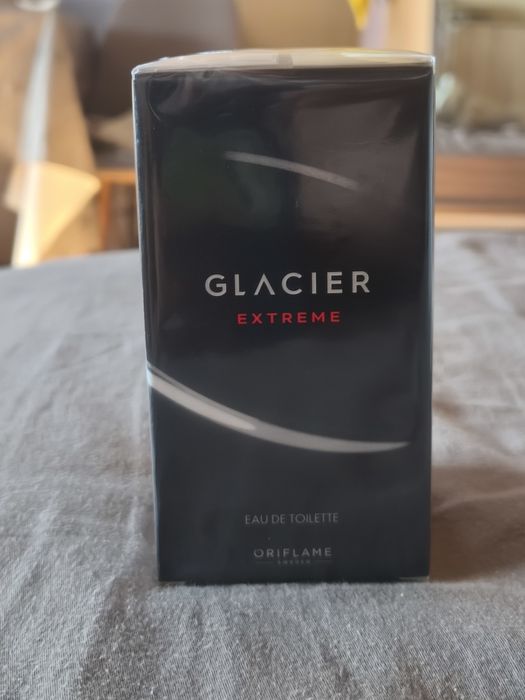 GLACIER
EXTREME
EAU DE TOILETTE
ORIFLAME
SWEDEN